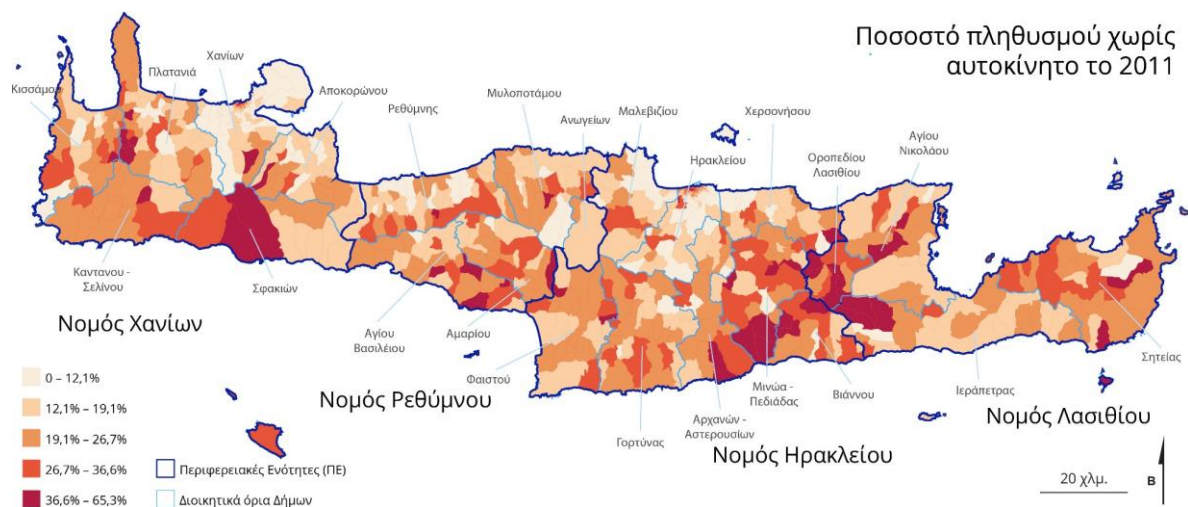 Ποσοστό πληθυσμού χωρίς
αυτοκίνητο το 2011
Κισσάμου
Πλατανιά
Χανίων
Αποκορώνου
Ρεθύμνης
Μυλοποτάμου
Ανωγείων
Μαλεβιζίου
Ηρακλείου
Χερσονήσου
Οροπεδίου
Λασιθίου
Αγίου
Νικολάου
Καντανου -
Σελίνου
Σφακιών
Νομός Χανίων
Αγίου
Βασιλείου
Αμαρίου
Φαιστού
Νομός Ρεθύμνου
Γορτύνας
Αρχανών -
Αστερουσίων
Μινώα -
Πεδιάδας
Βιάννου
Νομός Ηρακλείου
Ιεράπετρας
Σητείας
Νομός Λασιθίου
0 – 12,1%
12,1% – 19,1%
19,1% – 26,7%
26,7% – 36,6%
36,6% – 65,3%
Περιφερειακές Ενότητες (ΠΕ)
Διοικητικά όρια Δήμων
20 χλμ.
Β